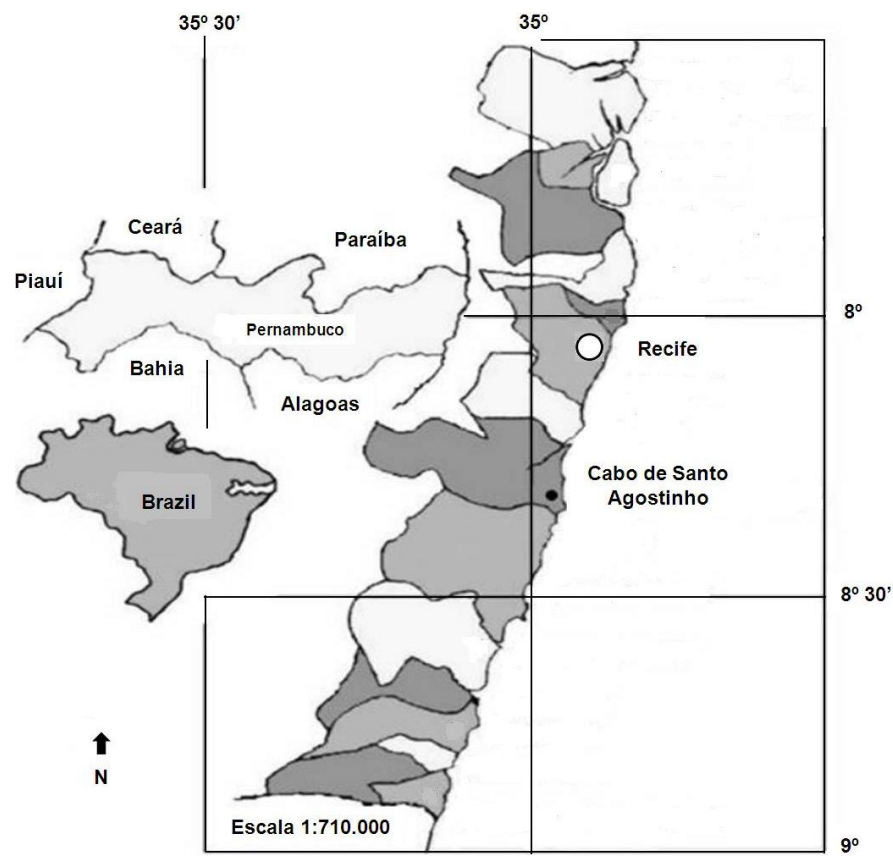 35º 30’
35º
Ceará
Paraíba
Piauí
Pernambuco
8º
Recife
Bahia
Alagoas
Cabo de Santo
Agostinho
Brazil
8º 30’
N
Escala 1:710.000
9º